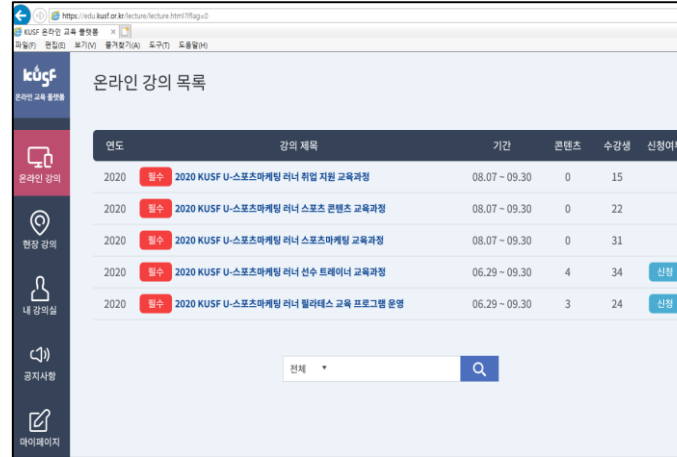 https://edu.kusf.or.kr/lecture/lecture.html?flag=0
KUSF 온라인 교육 플랫폼
파일(F) 편집(E) 보기(V) 즐겨찾기(A) 도구(T) 도움말(H)
kusf
온라인 교육 플랫폼
온라인 강의
현장 강의
내 강의실
공지사항
마이페이지
온라인 강의 목록
연도 강의 제목 기간 콘텐츠 수강생 신청여부
2020 필수 2020 KUSF U-스포츠마케팅 러너 취업 지원 교육과정 08.07 ~ 09.30 0 15
2020 필수 2020 KUSF U-스포츠마케팅 러너 스포츠 콘텐츠 교육과정 08.07 ~ 09.30 0 22
2020 필수 2020 KUSF U-스포츠마케팅 러너 스포츠마케팅 교육과정 08.07 ~ 09.30 0 31
2020 필수 2020 KUSF U-스포츠마케팅 러너 선수 트레이너 교육과정 06.29 ~ 09.30 4 34 신청
2020 필수 2020 KUSF U-스포츠마케팅 러너 필라테스 교육 프로그램 운영 06.29 ~ 09.30 3 24 신청
전체